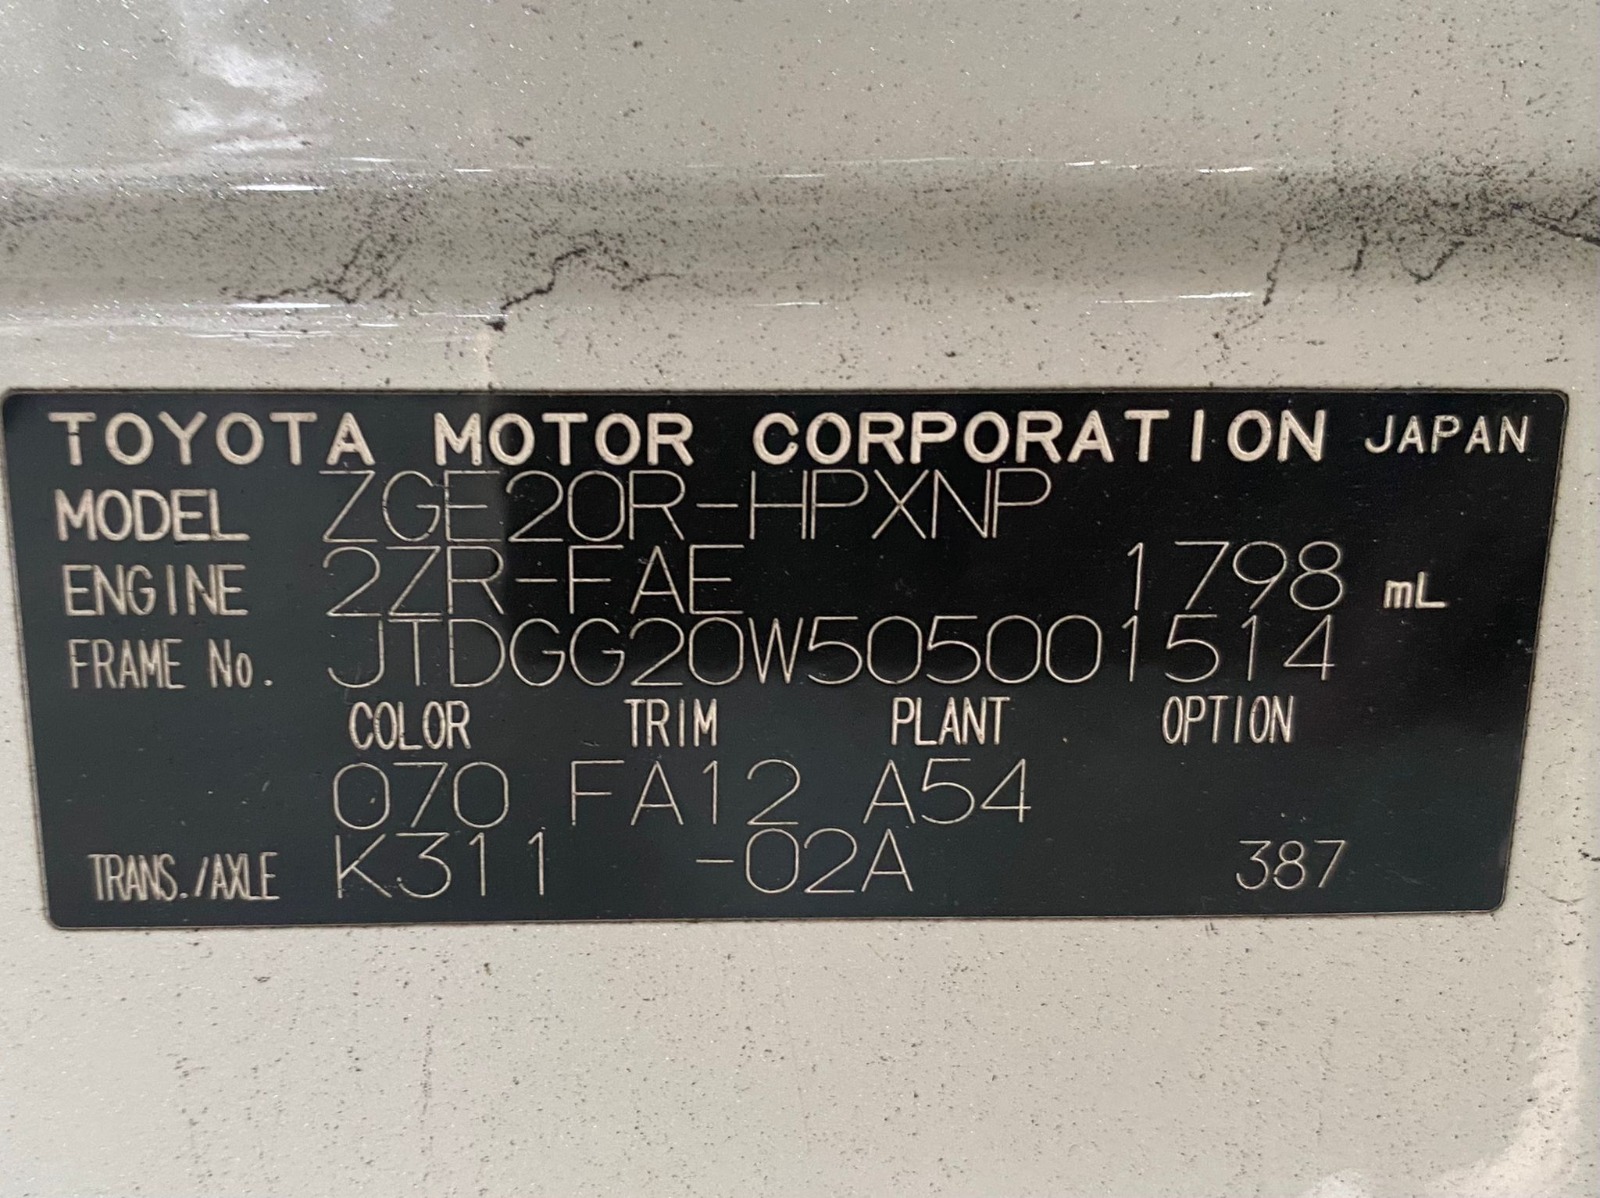 TOYOTA MOTOR CORPORATION JAPAN
MODEL ZGE20R-HPXNP
ENGINE 2ZR-FAE 1798 mL
FRAME No. JTDGG20W505001514
COLOR TRIM PLANT OPTION
070 FA12 A54
TRANS./AXLE K311 -02A 387